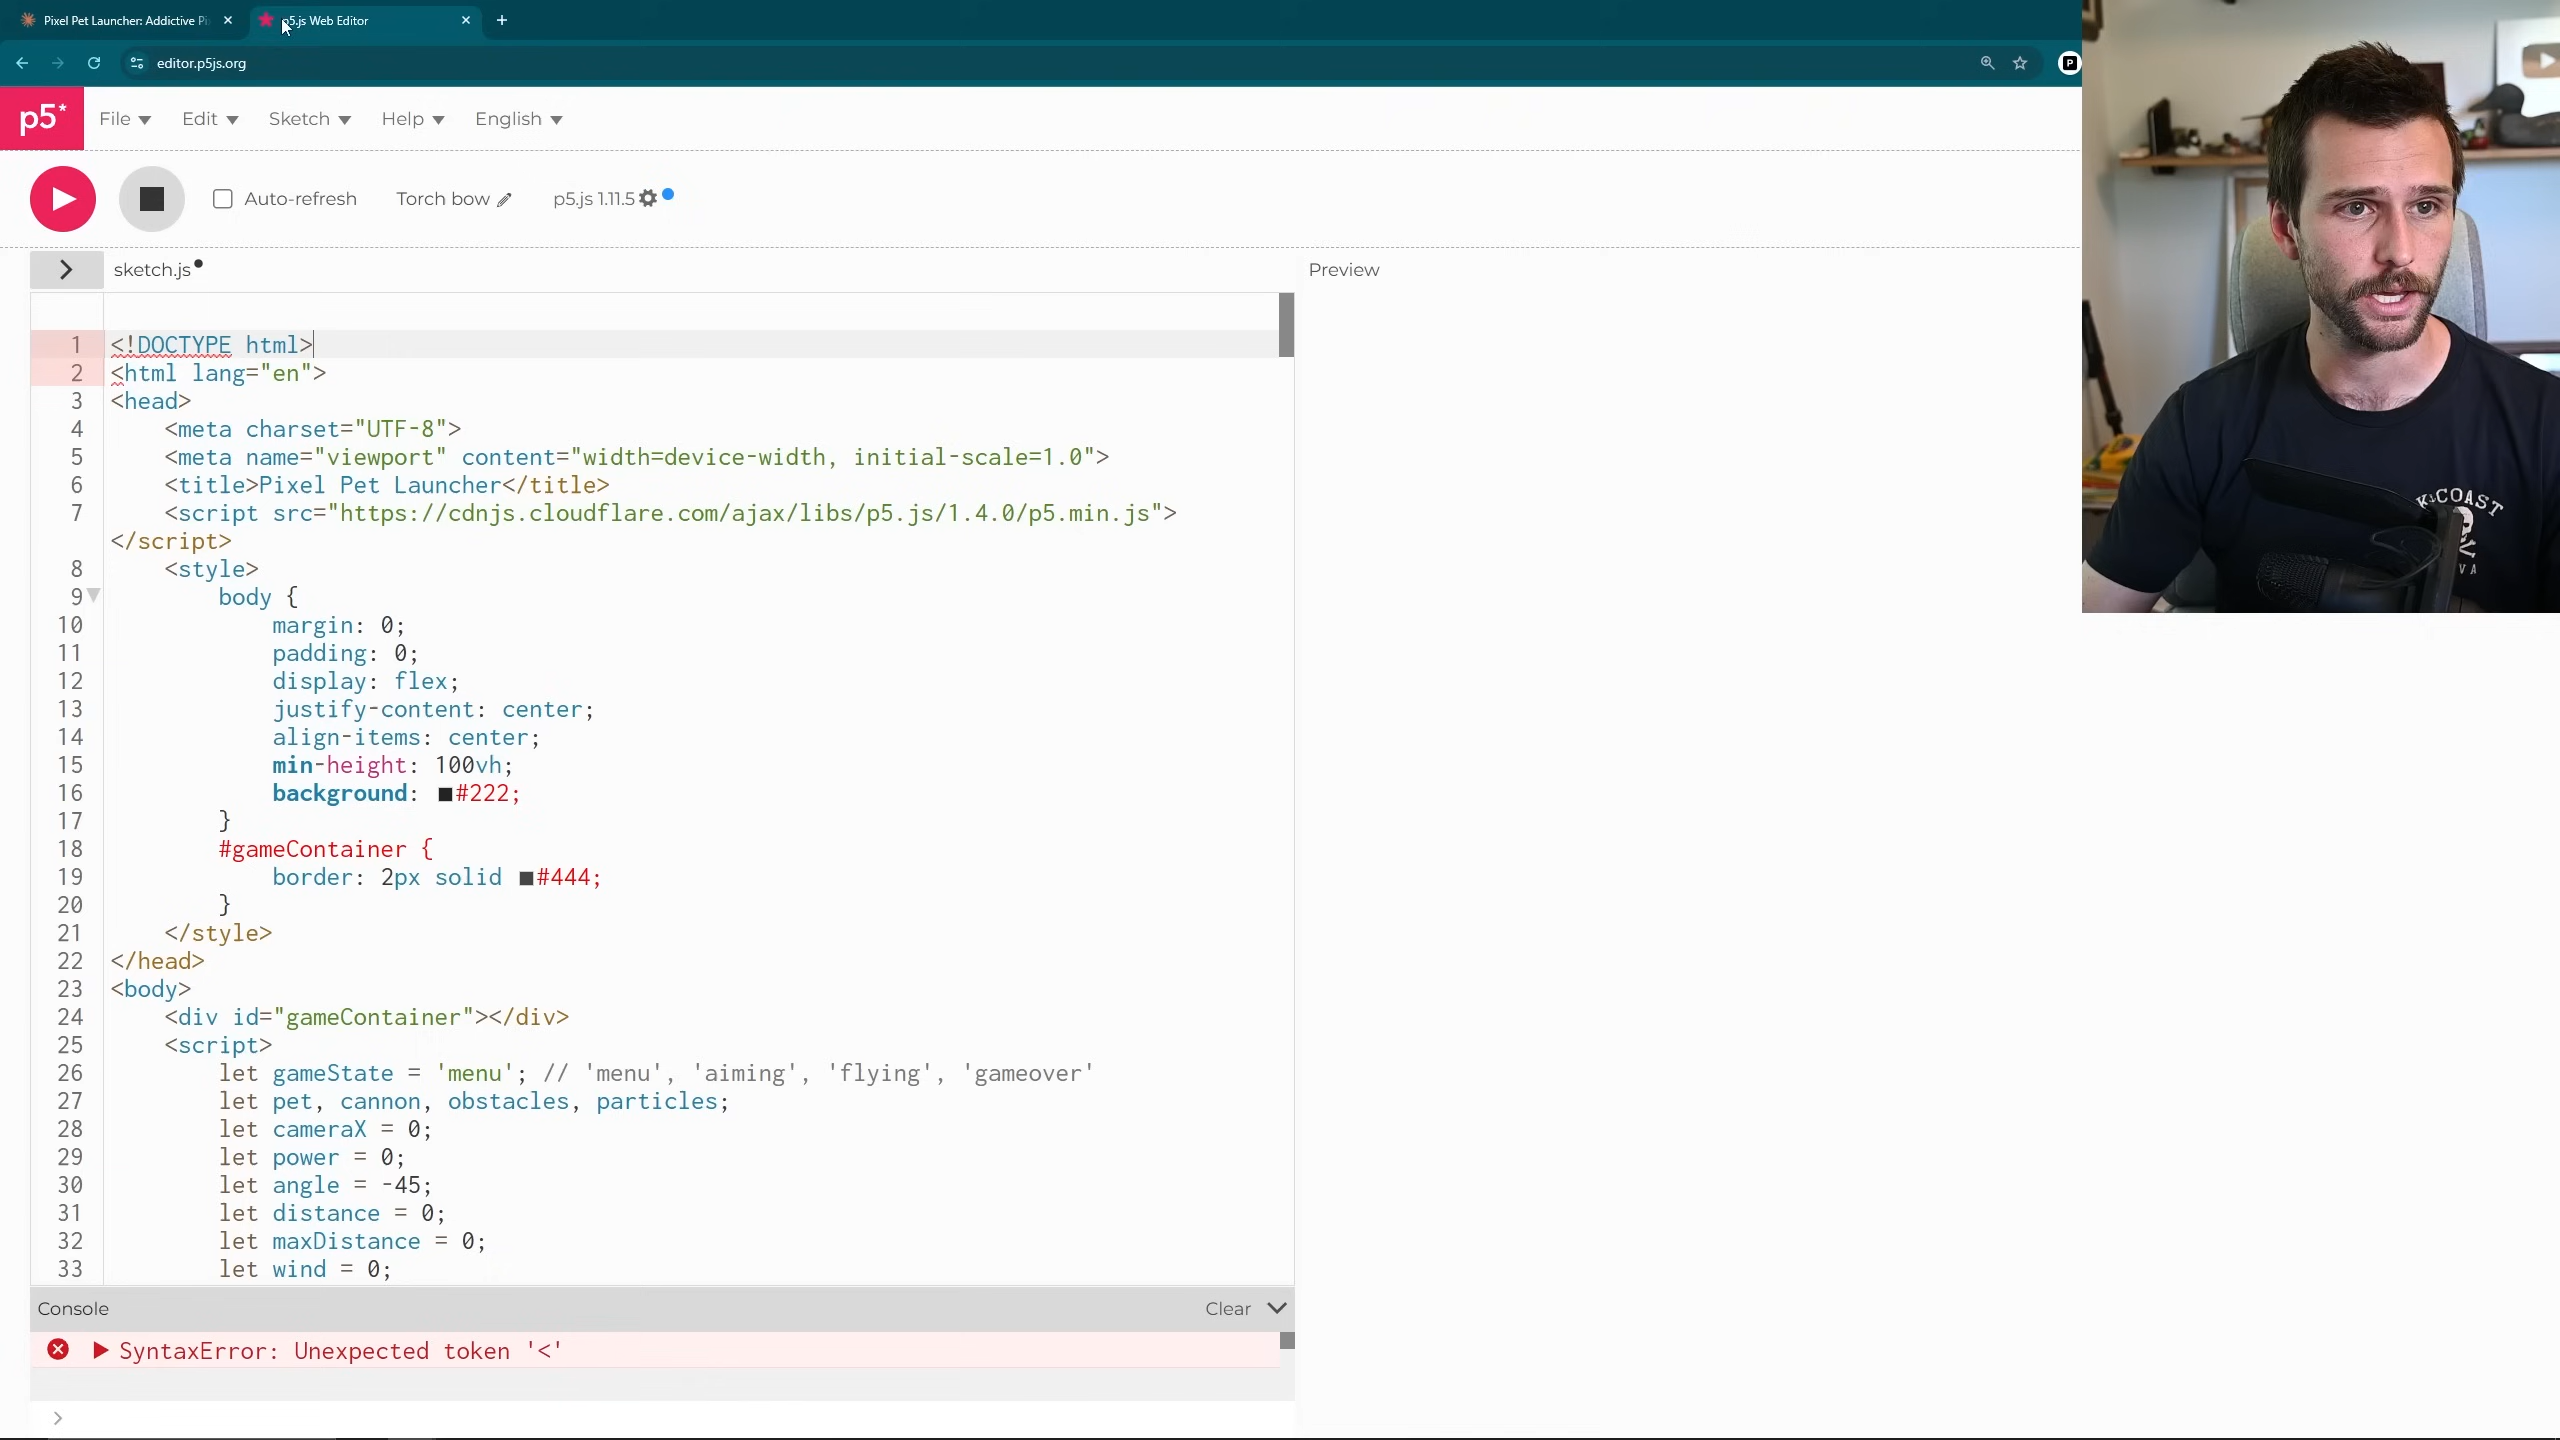 Pixel Pet Launcher: Addictive Pi
p5.js Web Editor
editor.p5js.org
p5*
File
Edit
Sketch
Help
English
Auto-refresh
Torch bow
p5.js 1.11.5
sketch.js
Preview
1 <!DOCTYPE html>
2 <html lang="en">
3 <head>
4     <meta charset="UTF-8">
5     <meta name="viewport" content="width=device-width, initial-scale=1.0">
6     <title>Pixel Pet Launcher</title>
7     <script src="https://cdnjs.cloudflare.com/ajax/libs/p5.js/1.4.0/p5.min.js">
</script>
8     <style>
9         body {
10             margin: 0;
11             padding: 0;
12             display: flex;
13             justify-content: center;
14             align-items: center;
15             min-height: 100vh;
16             background: #222;
17         }
18         #gameContainer {
19             border: 2px solid #444;
20         }
21     </style>
22 </head>
23 <body>
24     <div id="gameContainer"></div>
25     <script>
26         let gameState = 'menu'; // 'menu', 'aiming', 'flying', 'gameover'
27         let pet, cannon, obstacles, particles;
28         let cameraX = 0;
29         let power = 0;
30         let angle = -45;
31         let distance = 0;
32         let maxDistance = 0;
33         let wind = 0;
Console
Clear
SyntaxError: Unexpected token '<'
>
P
COAST